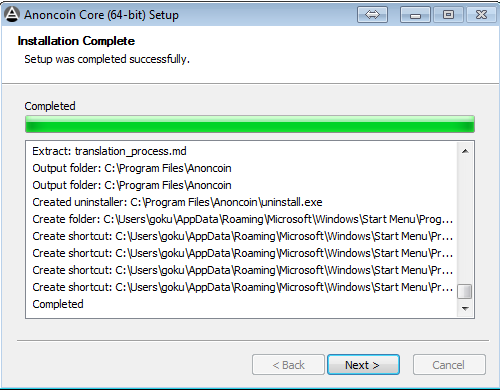 Anoncoin Core (64-bit) Setup
Installation Complete
Setup was completed successfully.
Completed
Extract: translation_process.md
Output folder: C:\Program Files\Anoncoin
Output folder: C:\Program Files\Anoncoin
Created uninstaller: C:\Program Files\Anoncoin\uninstall.exe
Create folder: C:\Users\goku\AppData\Roaming\Microsoft\Windows\Start Menu\Prog...
Create shortcut: C:\Users\goku\AppData\Roaming\Microsoft\Windows\Start Menu\Pr...
Create shortcut: C:\Users\goku\AppData\Roaming\Microsoft\Windows\Start Menu\Pr...
Create shortcut: C:\Users\goku\AppData\Roaming\Microsoft\Windows\Start Menu\Pr...
Create shortcut: C:\Users\goku\AppData\Roaming\Microsoft\Windows\Start Menu\Pr...
Completed
< Back Next > Cancel